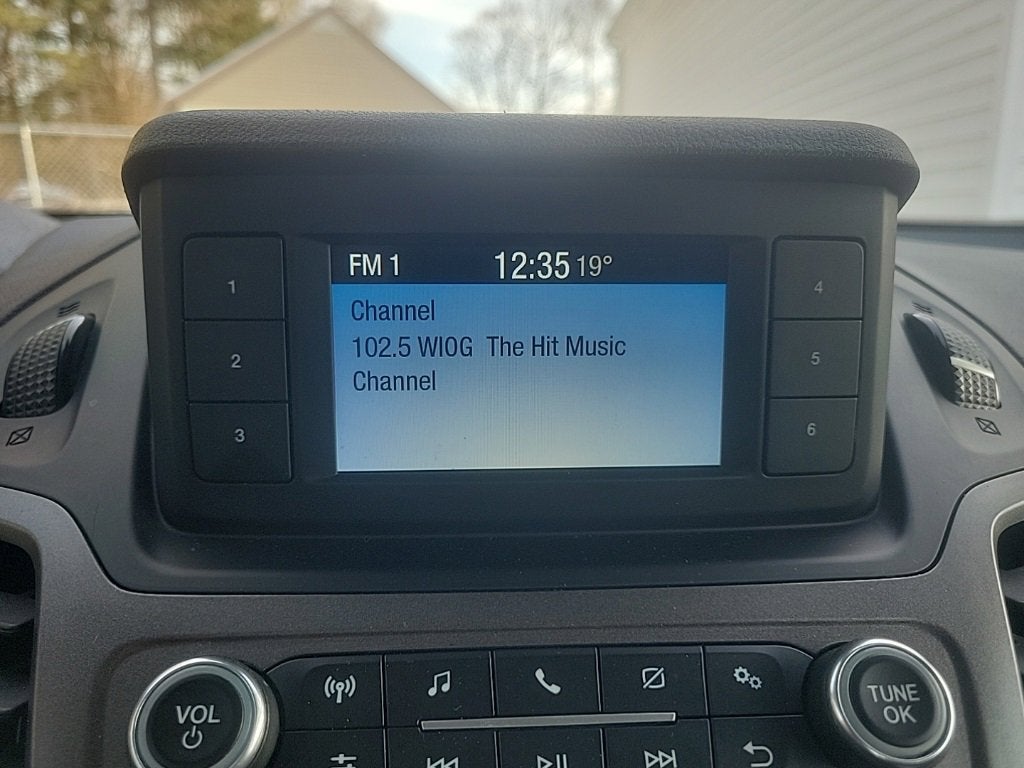 FM 1 12:35 19°
Channel
102.5 WIOG The Hit Music
Channel
1
2
3
4
5
6
VOL
TUNE
OK